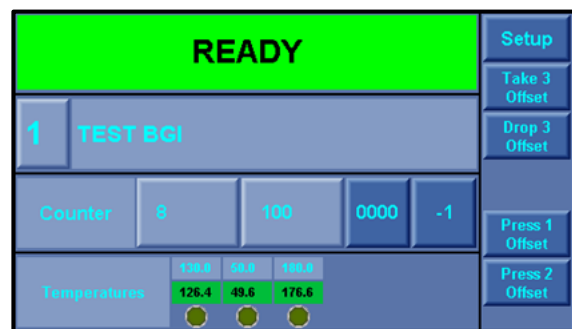 READY
Setup
Take 3
Offset
1 TEST BGI
Drop 3
Offset
Counter 8 100 0000 -1
Press 1
Offset
130.0 50.0 180.0
Temperatures 126.4 49.6 176.6
Press 2
Offset